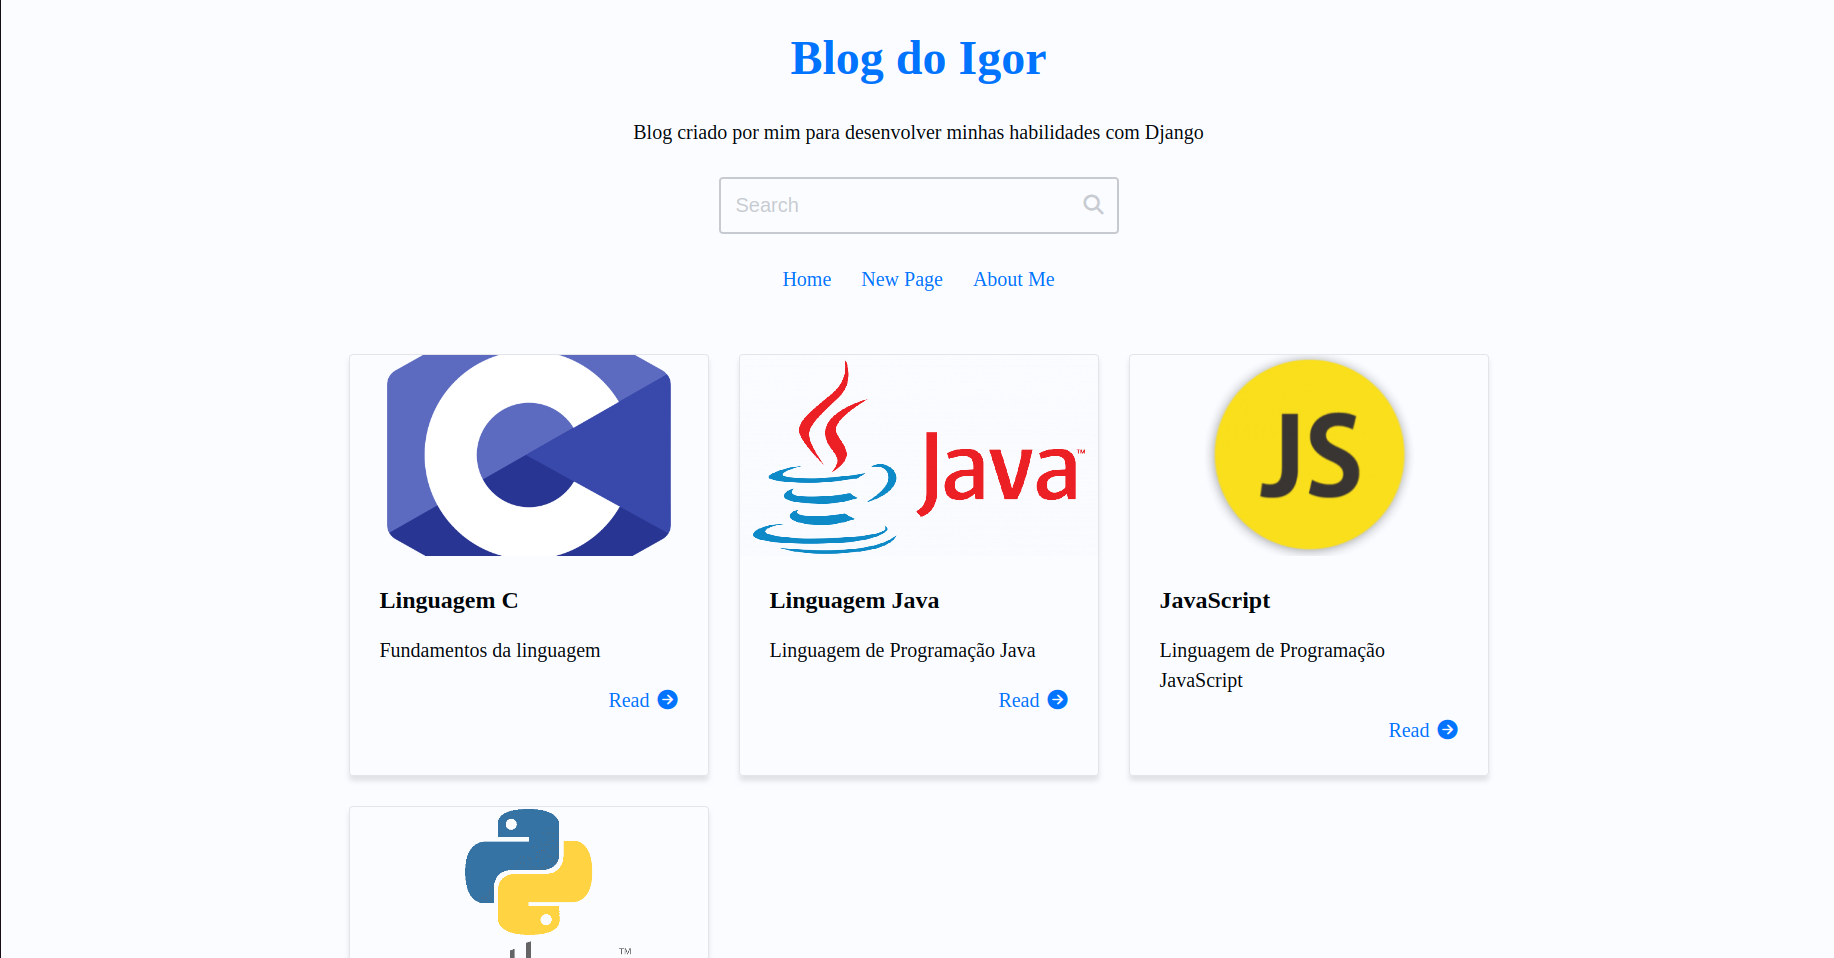 Blog do Igor
Blog criado por mim para desenvolver minhas habilidades com Django
Search
Home New Page About Me
Java™
JS
Linguagem C
Fundamentos da linguagem
Read
Linguagem Java
Linguagem de Programação Java
Read
JavaScript
Linguagem de Programação
JavaScript
Read
TM